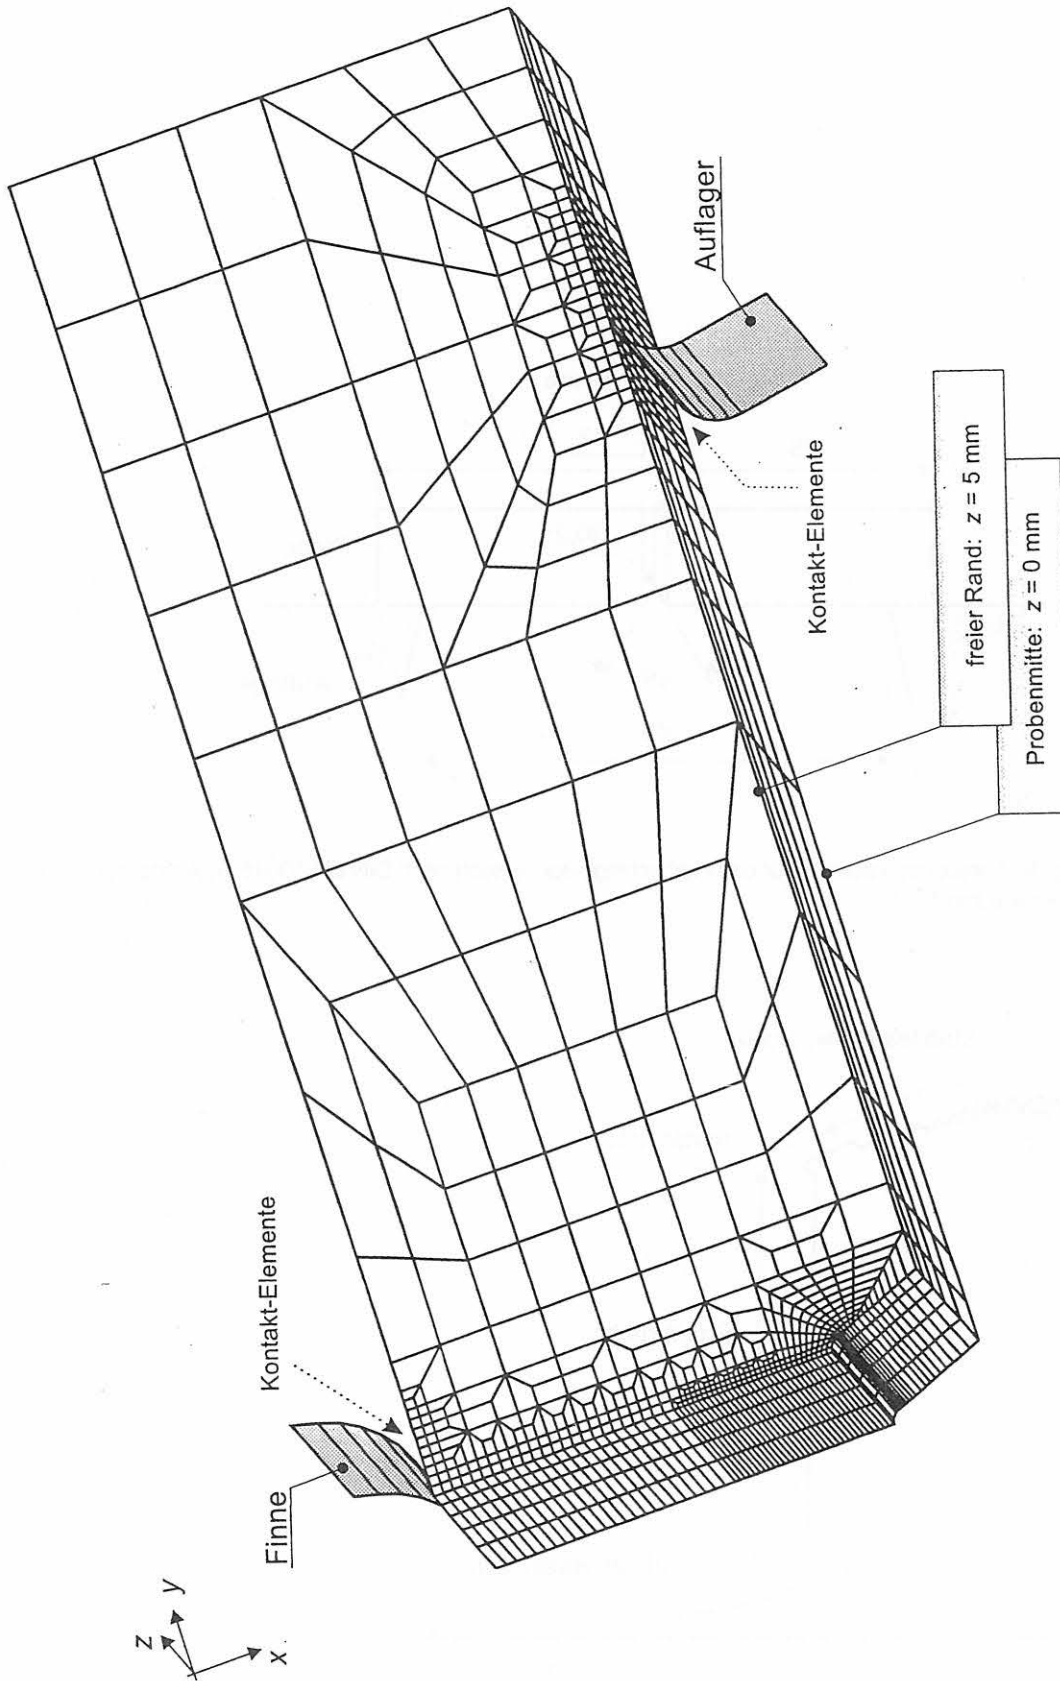 Auflager
Kontakt-Elemente
freier Rand: z = 5 mm
Probenmitte: z = 0 mm
Kontakt-Elemente
Finne
z
y
x